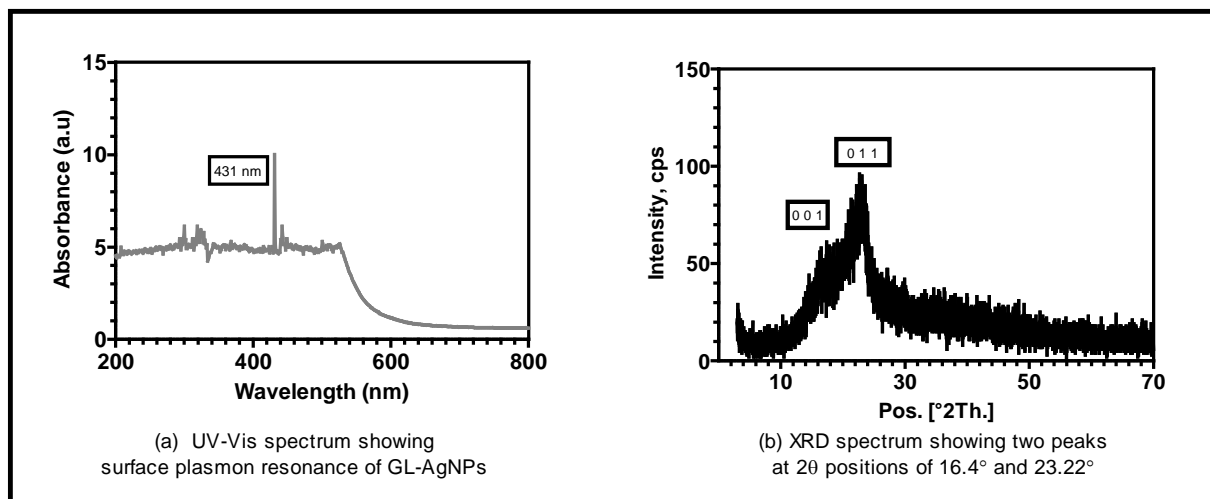 15
10
5
0
Absorbance (a.u)
431 nm
200
400
600
800
Wavelength (nm)
(a) UV-Vis spectrum showing
surface plasmon resonance of GL-AgNPs
150
100
50
0
Intensity, cps
0 0 1
0 1 1
10
30
50
70
Pos. [°2Th.]
(b) XRD spectrum showing two peaks
at 2θ positions of 16.4° and 23.22°